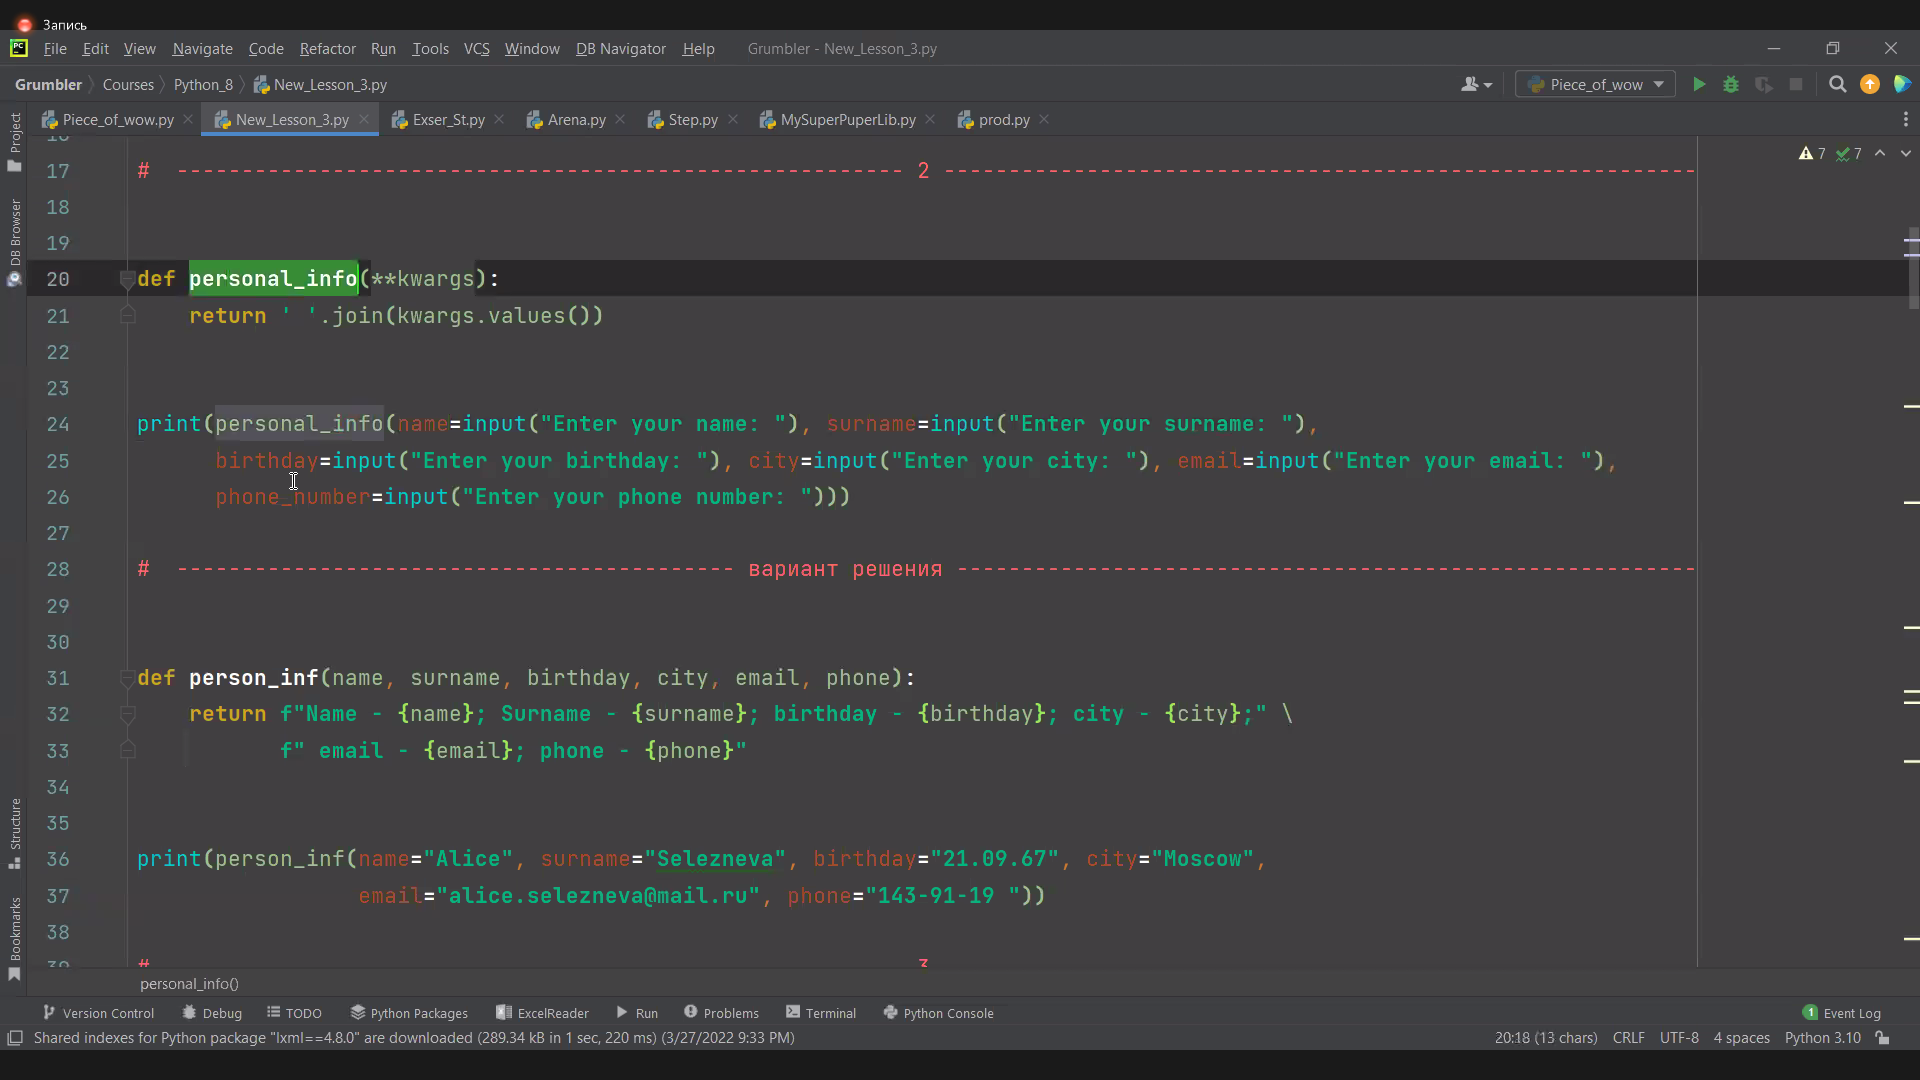 Запись
File Edit View Navigate Code Refactor Run Tools VCS Window DB Navigator Help Grumbler - New_Lesson_3.py
Grumbler Courses Python_8 New_Lesson_3.py Piece_of_wow
Piece_of_wow.py New_Lesson_3.py Exser_St.py Arena.py Step.py MySuperPuperLib.py prod.py
Project
DB Browser
Structure
Bookmarks
7 7
17 # -------------------------------------------------------- 2 ----------------------------------------------------------
18
19
20 def personal_info(**kwargs):
21 return ' '.join(kwargs.values())
22
23
24 print(personal_info(name=input("Enter your name: "), surname=input("Enter your surname: "),
25 birthday=input("Enter your birthday: "), city=input("Enter your city: "), email=input("Enter your email: "),
26 phone_number=input("Enter your phone number: ")))
27
28 # ------------------------------------------- вариант решения ---------------------------------------------------------
29
30
31 def person_inf(name, surname, birthday, city, email, phone):
32 return f"Name - {name}; Surname - {surname}; birthday - {birthday}; city - {city};" \
33 f" email - {email}; phone - {phone}"
34
35
36 print(person_inf(name="Alice", surname="Selezneva", birthday="21.09.67", city="Moscow",
37 email="alice.selezneva@mail.ru", phone="143-91-19 "))
38
personal_info()
Version Control Debug TODO Python Packages ExcelReader Run Problems Terminal Python Console 1 Event Log
Shared indexes for Python package "lxml==4.8.0" are downloaded (289.34 kB in 1 sec, 220 ms) (3/27/2022 9:33 PM) 20:18 (13 chars) CRLF UTF-8 4 spaces Python 3.10